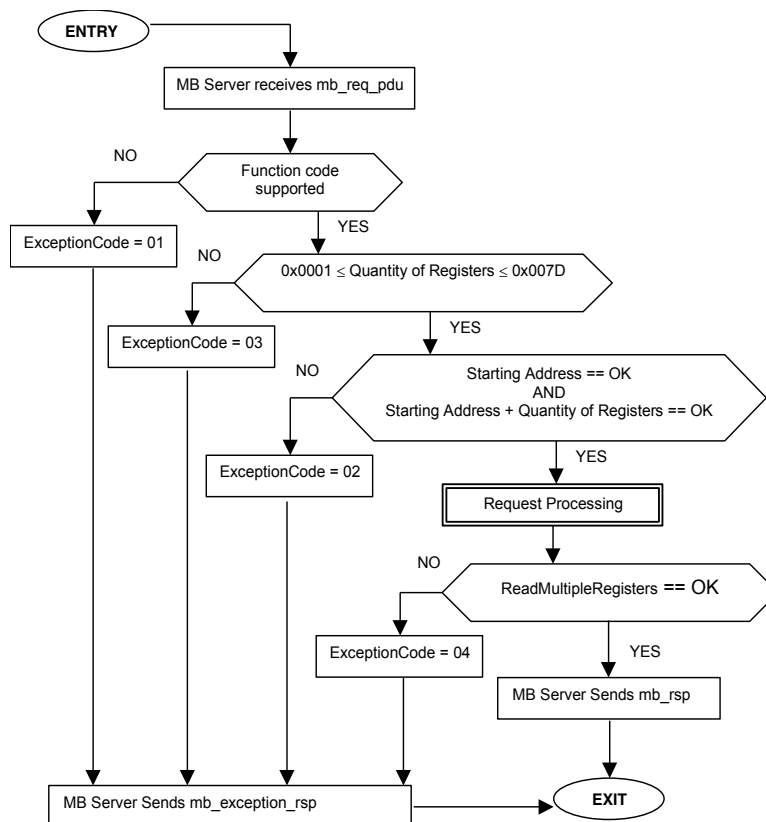 ENTRY
MB Server receives mb_req_pdu
NO
Function code
supported
YES
ExceptionCode = 01
NO
0x0001 ≤ Quantity of Registers ≤ 0x007D
YES
ExceptionCode = 03
NO
Starting Address == OK
AND
Starting Address + Quantity of Registers == OK
YES
ExceptionCode = 02
Request Processing
NO
ReadMultipleRegisters == OK
YES
ExceptionCode = 04
MB Server Sends mb_rsp
MB Server Sends mb_exception_rsp
EXIT